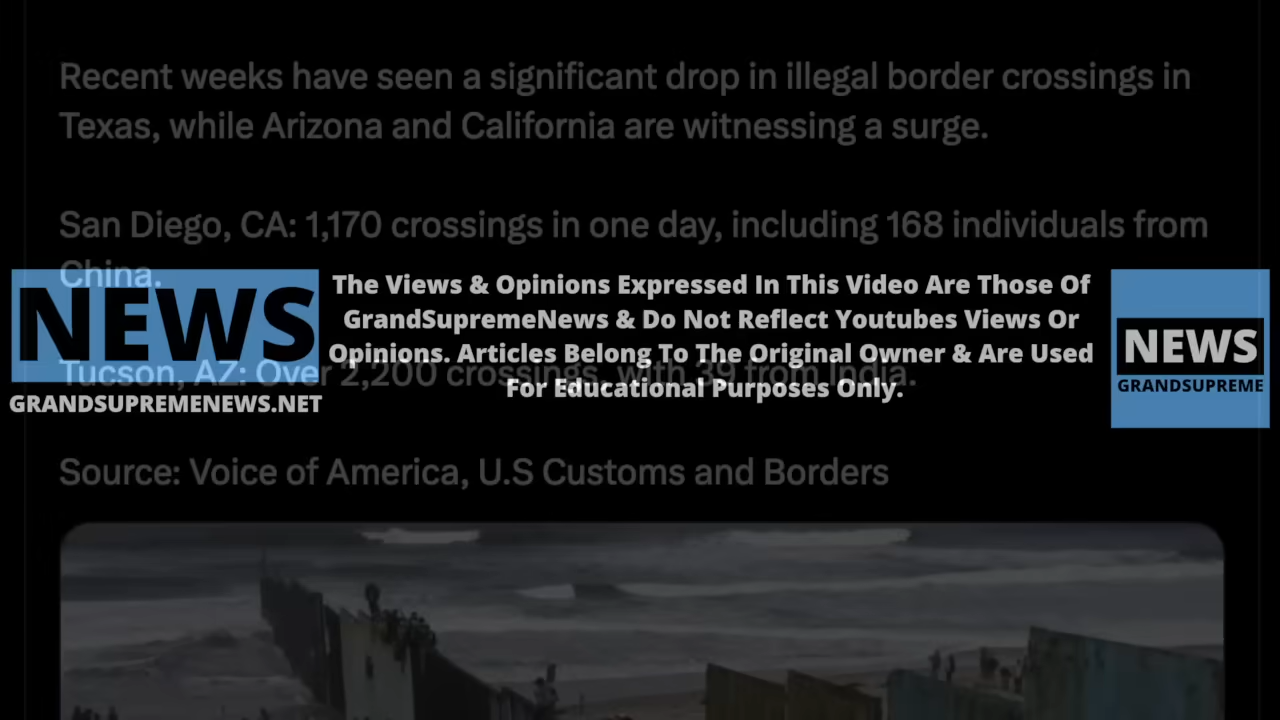 Recent weeks have seen a significant drop in illegal border crossings in
Texas, while Arizona and California are witnessing a surge.
San Diego, CA: 1,170 crossings in one day, including 168 individuals from
China.
NEWS
GRANDSUPREMENEWS.NET
The Views & Opinions Expressed In This Video Are Those Of
GrandSupremeNews & Do Not Reflect Youtubes Views Or
Opinions. Articles Belong To The Original Owner & Are Used
For Educational Purposes Only.
NEWS
GRANDSUPREME
Tucson, AZ: Over 2,200 crossings, with 39 from India.
Source: Voice of America, U.S Customs and Borders